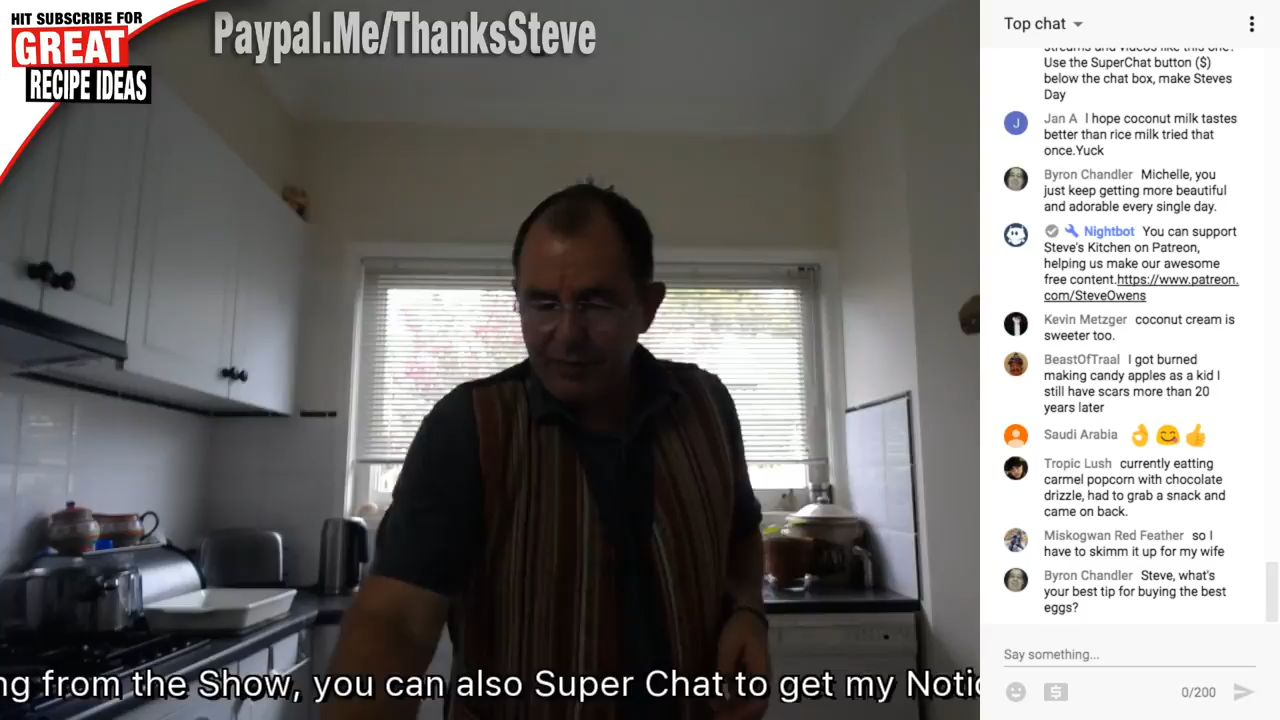 HIT SUBSCRIBE FOR
GREAT
RECIPE IDEAS
Paypal.Me/ThanksSteve
ng from the Show, you can also Super Chat to get my Notic
Top chat
streams and videos like this one?
Use the SuperChat button ($)
below the chat box, make Steves
Day
J
Jan A I hope coconut milk tastes
better than rice milk tried that
once.Yuck
Byron Chandler Michelle, you
just keep getting more beautiful
and adorable every single day.
Nightbot You can support
Steve's Kitchen on Patreon,
helping us make our awesome
free content.https://www.patreon.
com/SteveOwens
Kevin Metzger coconut cream is
sweeter too.
BeastOfTraal I got burned
making candy apples as a kid I
still have scars more than 20
years later
Saudi Arabia 👌😋👍
Tropic Lush currently eatting
carmel popcorn with chocolate
drizzle, had to grab a snack and
came on back.
Miskogwan Red Feather so I
have to skimm it up for my wife
Byron Chandler Steve, what's
your best tip for buying the best
eggs?
Say something...
0/200